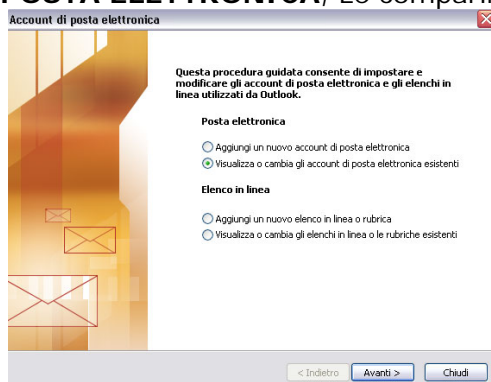 POSTA ELETTRONICA, Le compari
Account di posta elettronica
Questa procedura guidata consente di impostare e
modificare gli account di posta elettronica e gli elenchi in
linea utilizzati da Outlook.
Posta elettronica
Aggiungi un nuovo account di posta elettronica
Visualizza o cambia gli account di posta elettronica esistenti
Elenco in linea
Aggiungi un nuovo elenco in linea o rubrica
Visualizza o cambia gli elenchi in linea o le rubriche esistenti
< Indietro Avanti > Chiudi